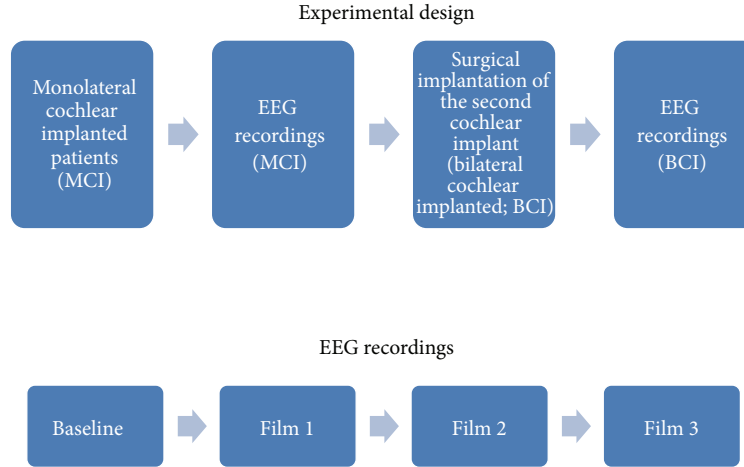 Experimental design
Monolateral
cochlear
implanted
patients
(MCI)
EEG
recordings
(MCI)
Surgical
implantation of
the second
cochlear
implant
(bilateral
cochlear
implanted; BCI)
EEG
recordings
(BCI)
EEG recordings
Baseline
Film 1
Film 2
Film 3